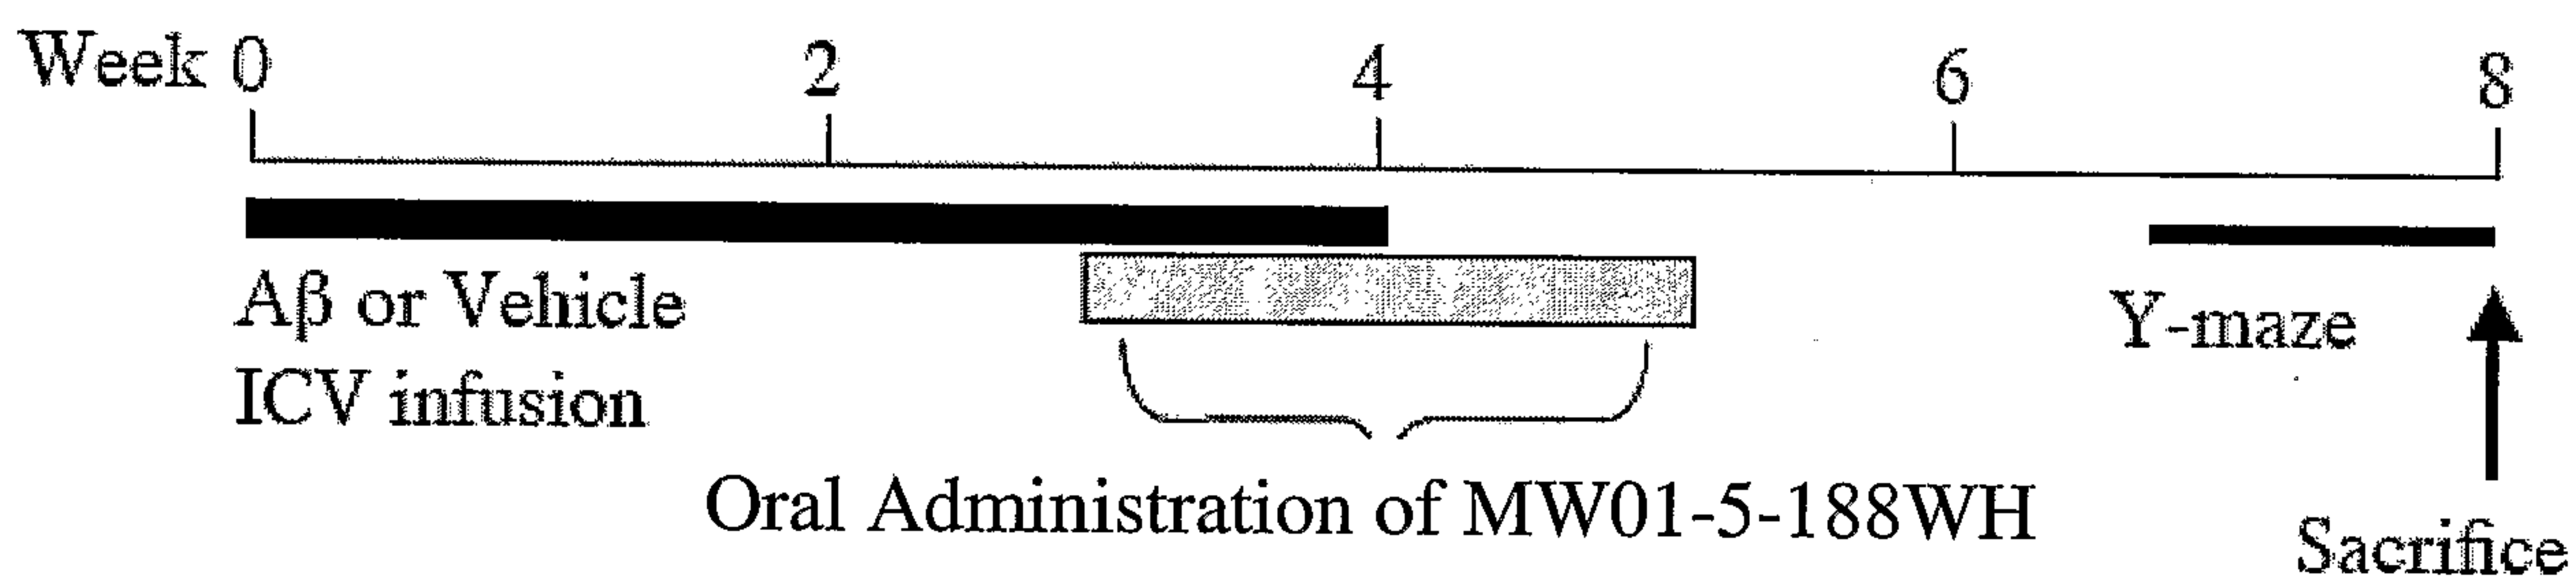 Week 0 2 4 6 8
Aβ or Vehicle
ICV infusion
Y-maze
Oral Administration of MW01-5-188WH
Sacrifice